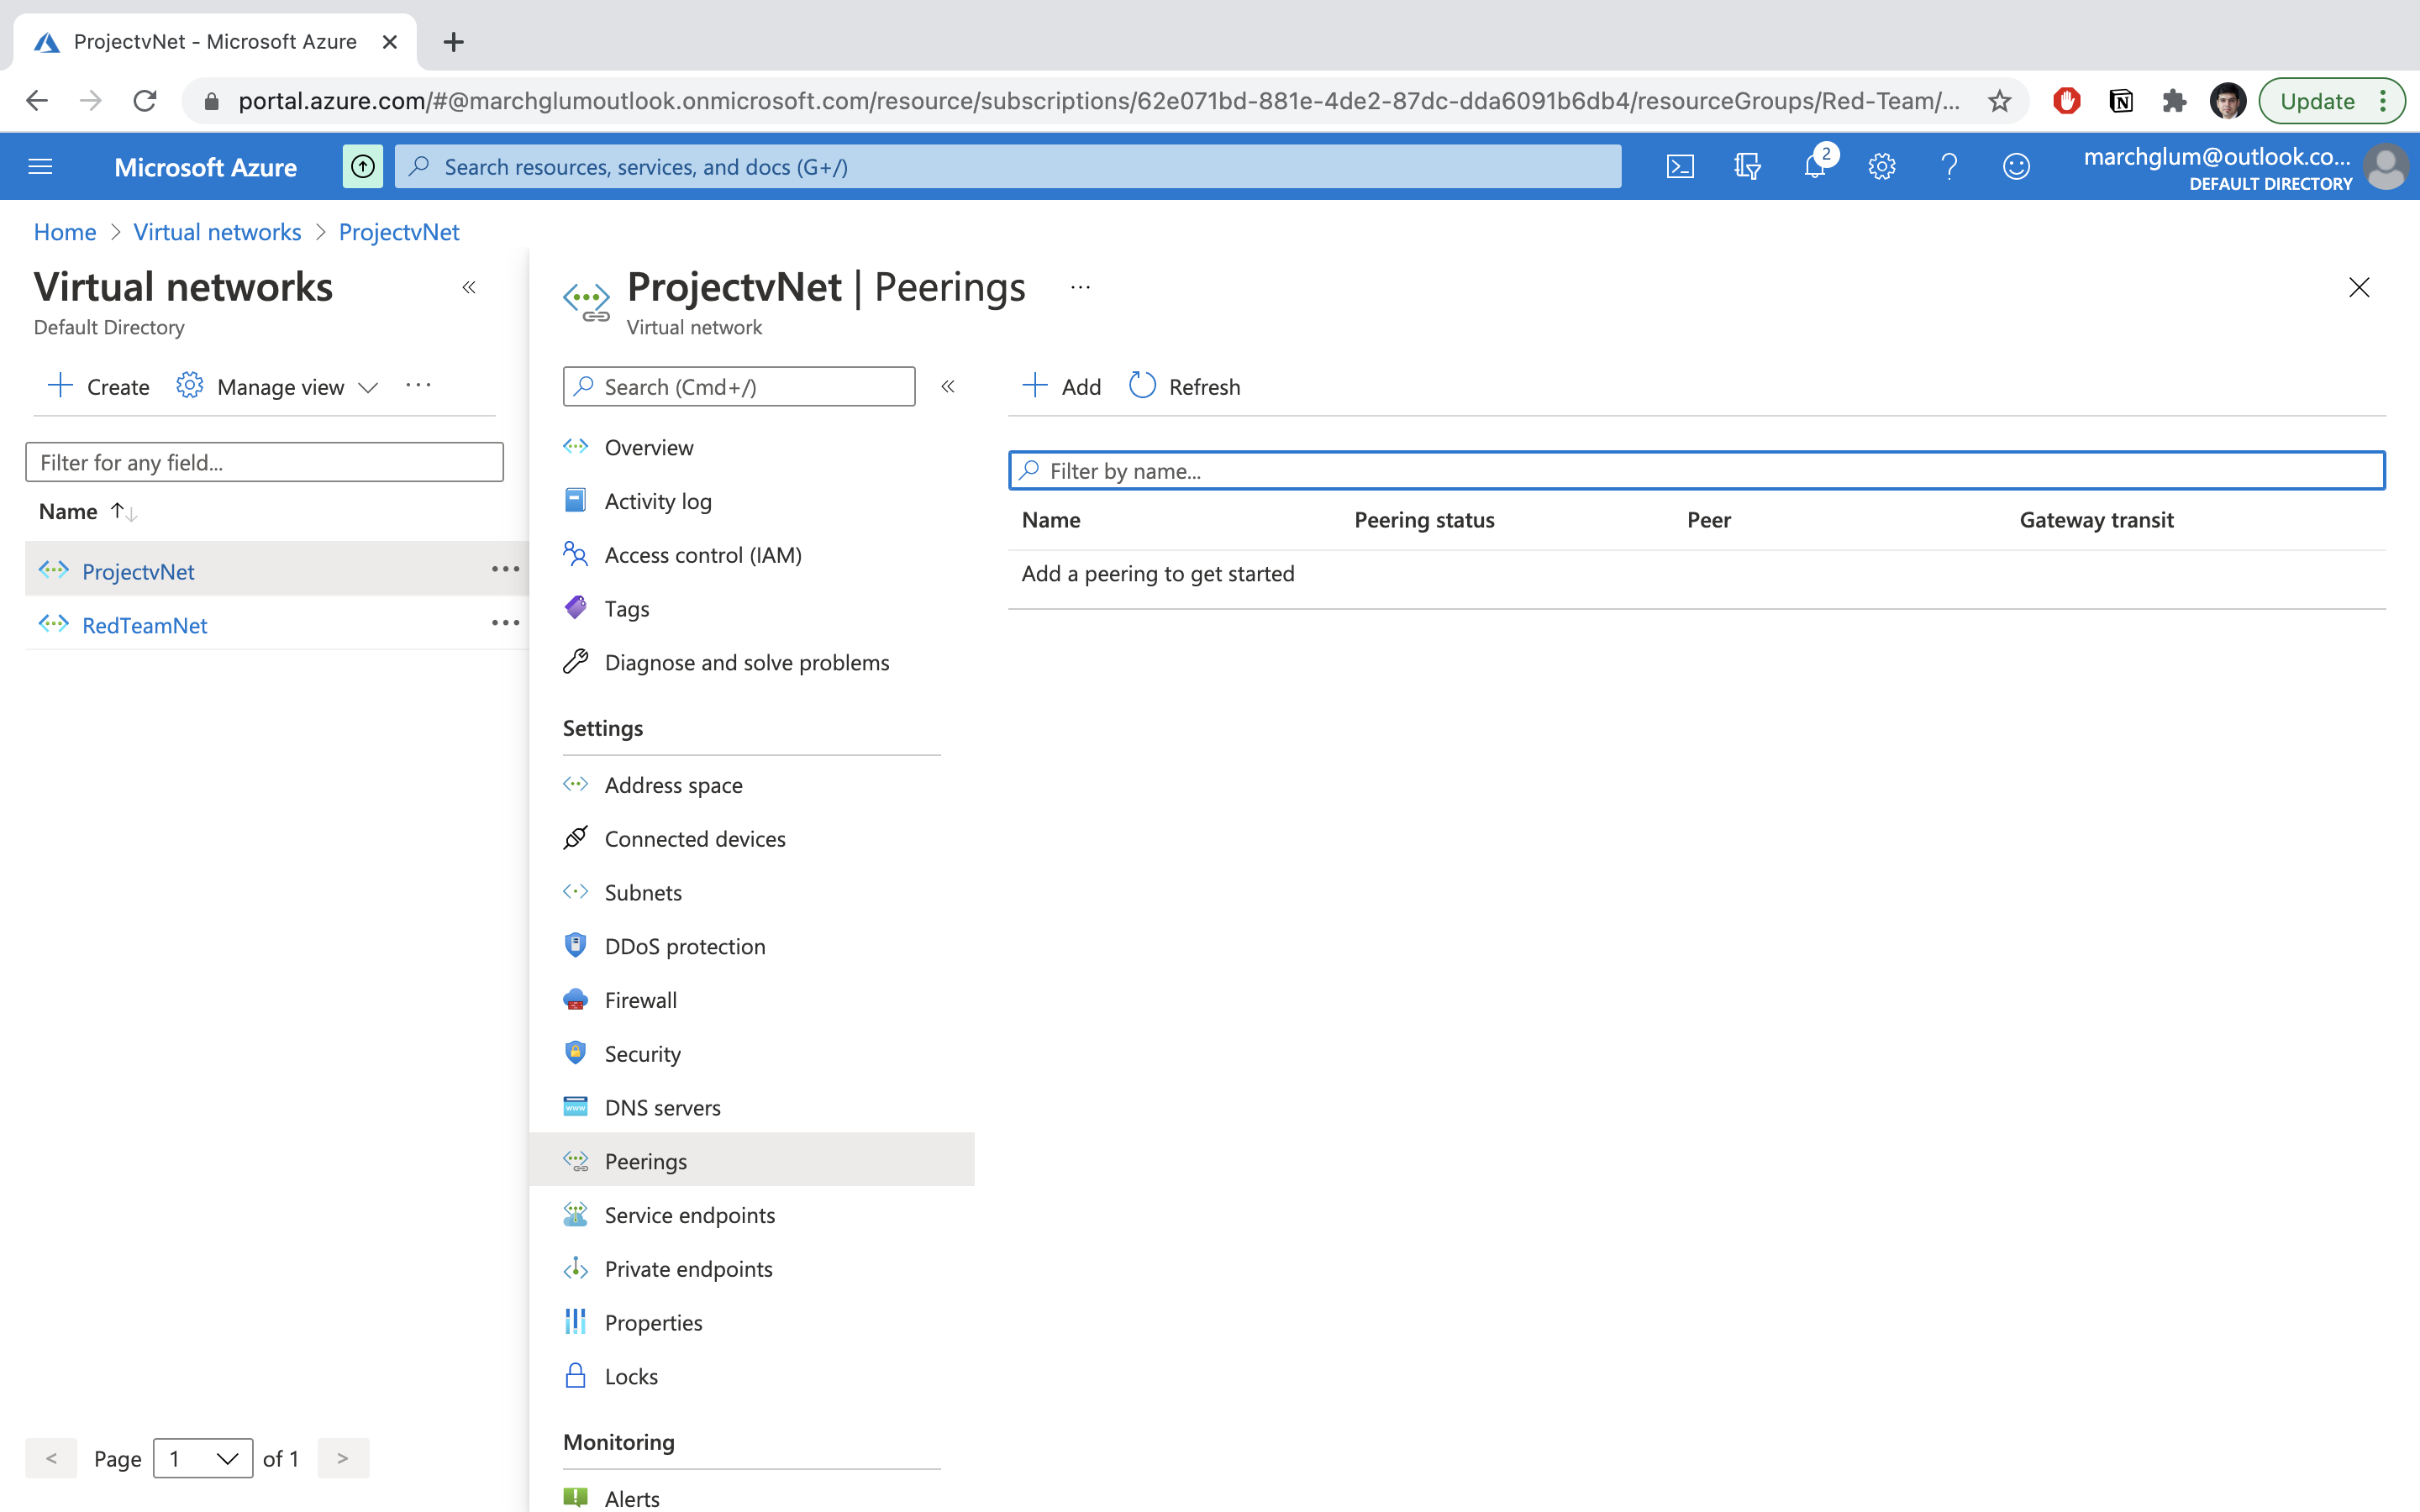 ProjectvNet - Microsoft Azure
portal.azure.com/#@marchglumoutlook.onmicrosoft.com/resource/subscriptions/62e071bd-881e-4de2-87dc-dda6091b6db4/resourceGroups/Red-Team/...
Update
Microsoft Azure
Search resources, services, and docs (G+/)
2
marchglum@outlook.co...
DEFAULT DIRECTORY
Home > Virtual networks > ProjectvNet
Virtual networks
Default Directory
Create
Manage view
Filter for any field...
Name
ProjectvNet
RedTeamNet
< Page 1 of 1 >
ProjectvNet | Peerings
Virtual network
Search (Cmd+/)
Overview
Activity log
Access control (IAM)
Tags
Diagnose and solve problems
Settings
Address space
Connected devices
Subnets
DDoS protection
Firewall
Security
DNS servers
Peerings
Service endpoints
Private endpoints
Properties
Locks
Monitoring
Alerts
Add
Refresh
Filter by name...
Name Peering status Peer Gateway transit
Add a peering to get started